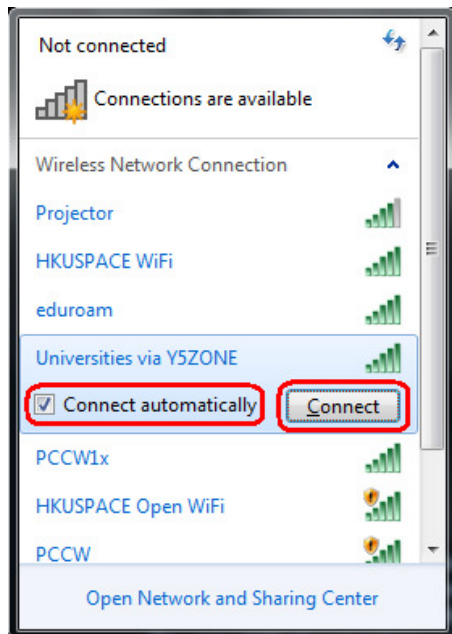 Not connected
Connections are available
Wireless Network Connection
Projector
HKUSPACE WiFi
eduroam
Universities via Y5ZONE
Connect automatically Connect
PCCW1x
HKUSPACE Open WiFi
PCCW
Open Network and Sharing Center